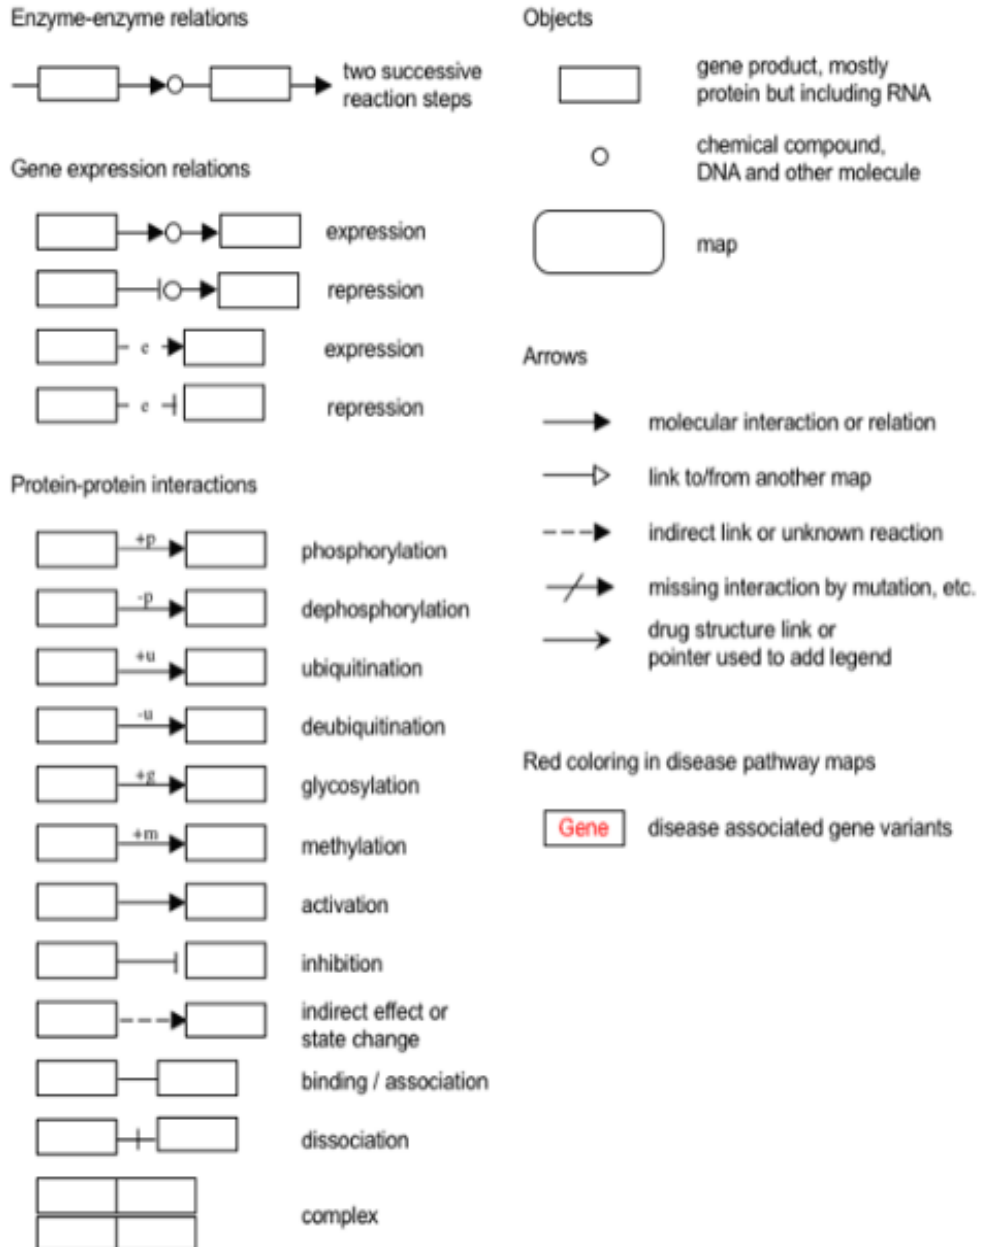 Enzyme-enzyme relations
two successive
reaction steps
Gene expression relations
expression
repression
e
expression
e
repression
Protein-protein interactions
+p
phosphorylation
-p
dephosphorylation
+u
ubiquitination
-u
deubiquitination
+g
glycosylation
+m
methylation
activation
inhibition
indirect effect or
state change
binding / association
dissociation
complex
Objects
gene product, mostly
protein but including RNA
chemical compound,
DNA and other molecule
map
Arrows
molecular interaction or relation
link to/from another map
indirect link or unknown reaction
missing interaction by mutation, etc.
drug structure link or
pointer used to add legend
Red coloring in disease pathway maps
Gene
disease associated gene variants